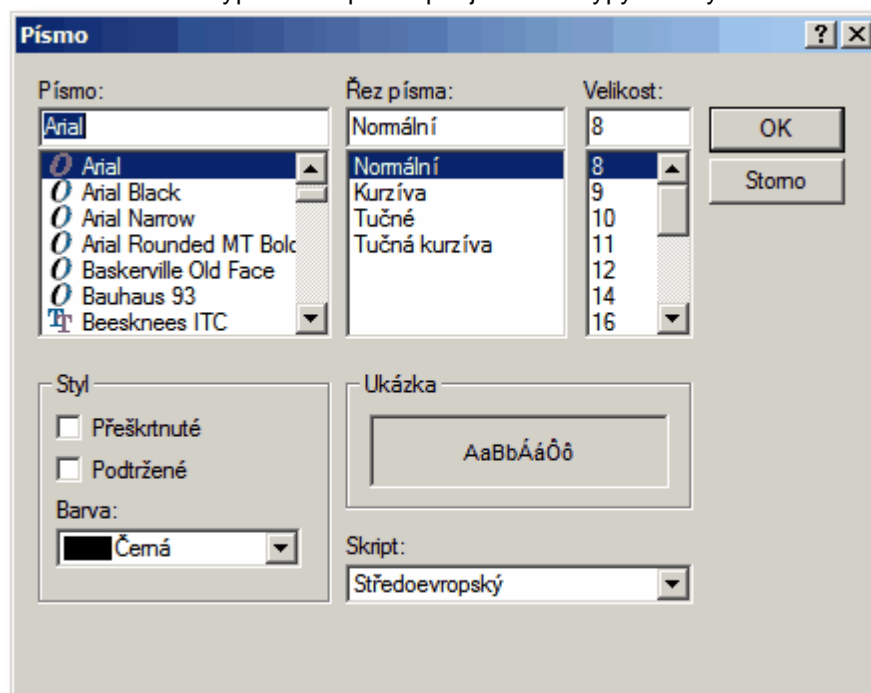 Písmo
Písmo:
Řez písma:
Velikost:
Arial
Normální
8
OK
Storno
Arial
Arial Black
Arial Narrow
Arial Rounded MT Bolc
Baskerville Old Face
Bauhaus 93
Beesknees ITC
Normální
Kurzíva
Tučné
Tučná kurzíva
8
9
10
11
12
14
16
Styl
Přeškrtnuté
Podtržené
Barva:
Černá
Ukázka
AaBbÁáÔô
Skript:
Středoevropský